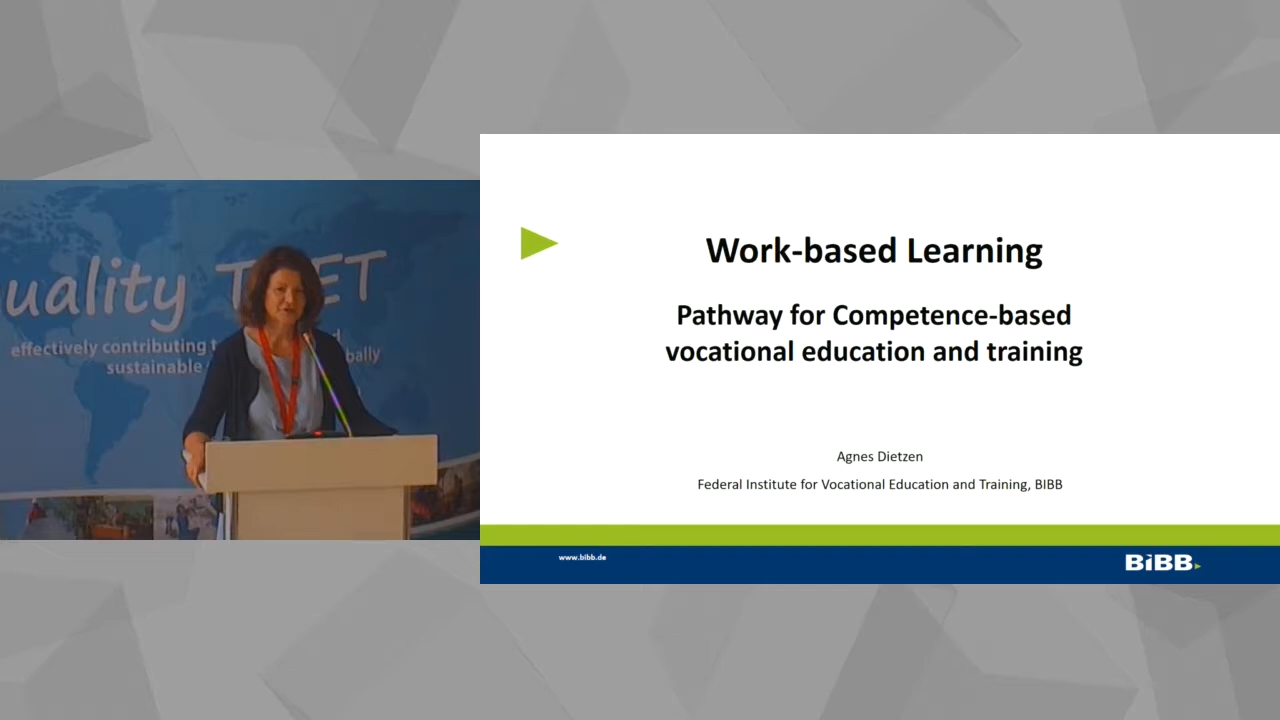 uality T ET
effectively contributing t
bally
sustainable
Work-based Learning
Pathway for Competence-based
vocational education and training
Agnes Dietzen
Federal Institute for Vocational Education and Training, BIBB
www.bibb.de
BiBB